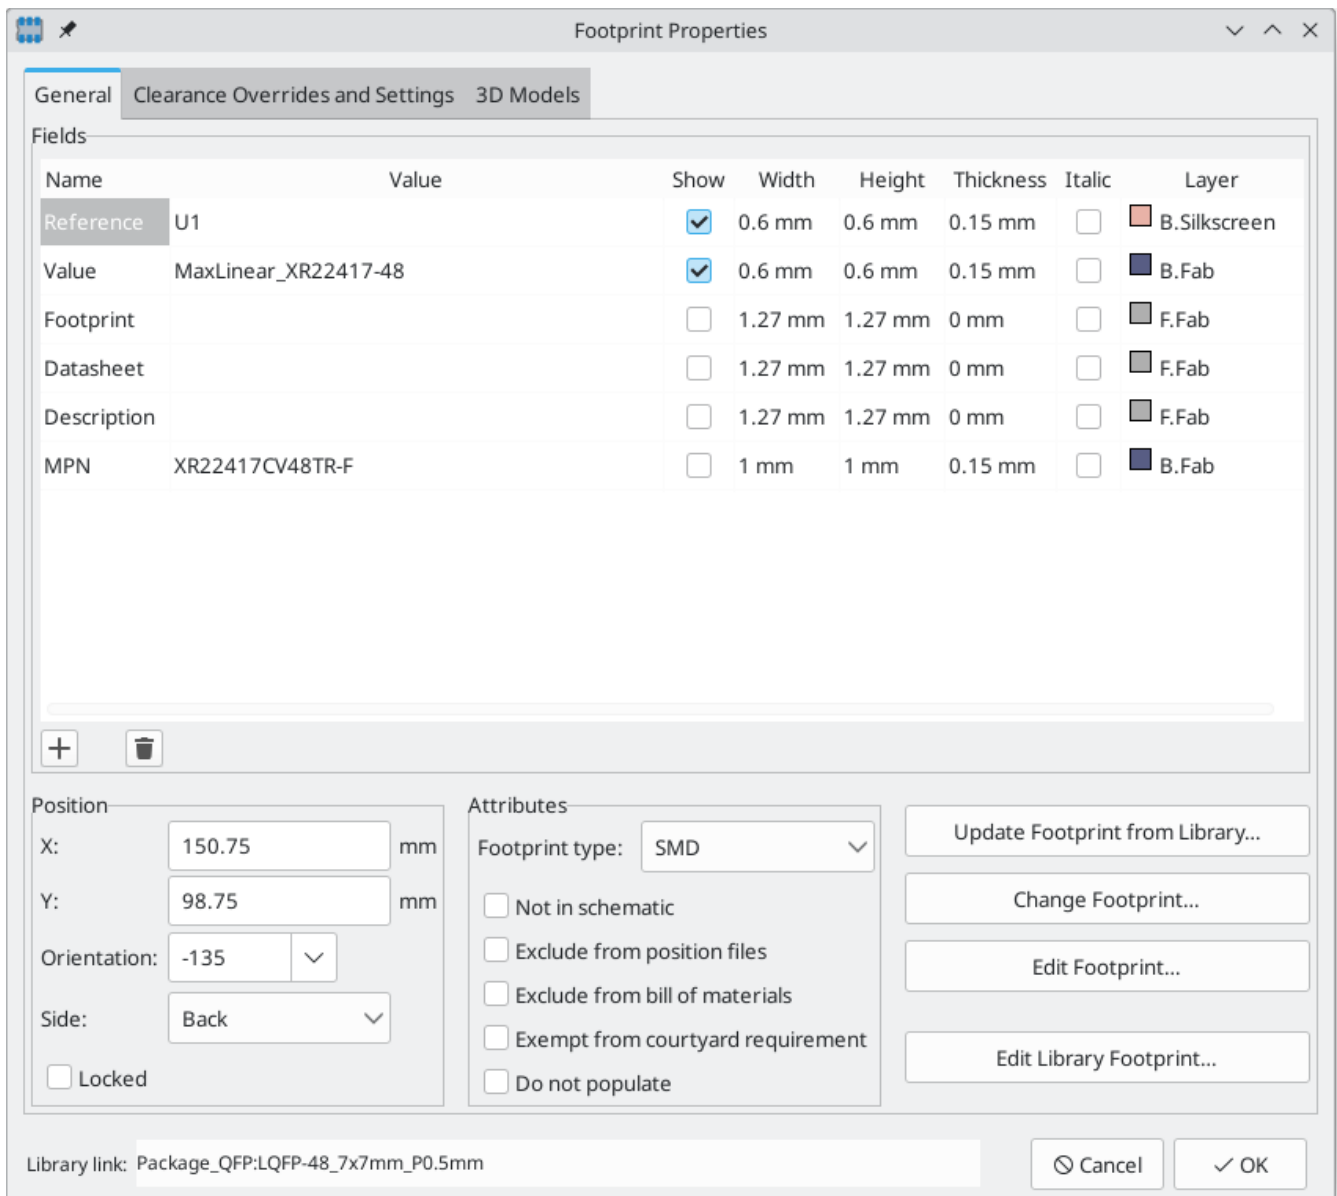 Footprint Properties
General Clearance Overrides and Settings 3D Models
Fields
Name Value Show Width Height Thickness Italic Layer
Reference U1 0.6 mm 0.6 mm 0.15 mm B.Silkscreen
Value MaxLinear_XR22417-48 0.6 mm 0.6 mm 0.15 mm B.Fab
Footprint 1.27 mm 1.27 mm 0 mm F.Fab
Datasheet 1.27 mm 1.27 mm 0 mm F.Fab
Description 1.27 mm 1.27 mm 0 mm F.Fab
MPN XR22417CV48TR-F 1 mm 1 mm 0.15 mm B.Fab
Position
X: 150.75 mm
Y: 98.75 mm
Orientation: -135
Side: Back
Locked
Attributes
Footprint type: SMD
Not in schematic
Exclude from position files
Exclude from bill of materials
Exempt from courtyard requirement
Do not populate
Update Footprint from Library...
Change Footprint...
Edit Footprint...
Edit Library Footprint...
Library link: Package_QFP:LQFP-48_7x7mm_P0.5mm
Cancel OK